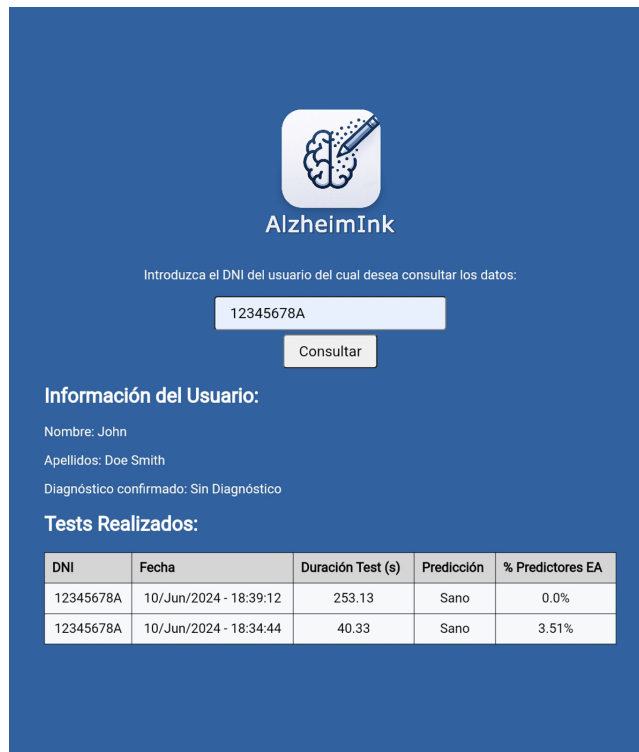 AlzheimInk
Introduzca el DNI del usuario del cual desea consultar los datos:
12345678A
Consultar
Información del Usuario:
Nombre: John
Apellidos: Doe Smith
Diagnóstico confirmado: Sin Diagnóstico
Tests Realizados:
DNI Fecha Duración Test (s) Predicción % Predictores EA
12345678A 10/Jun/2024 - 18:39:12 253.13 Sano 0.0%
12345678A 10/Jun/2024 - 18:34:44 40.33 Sano 3.51%